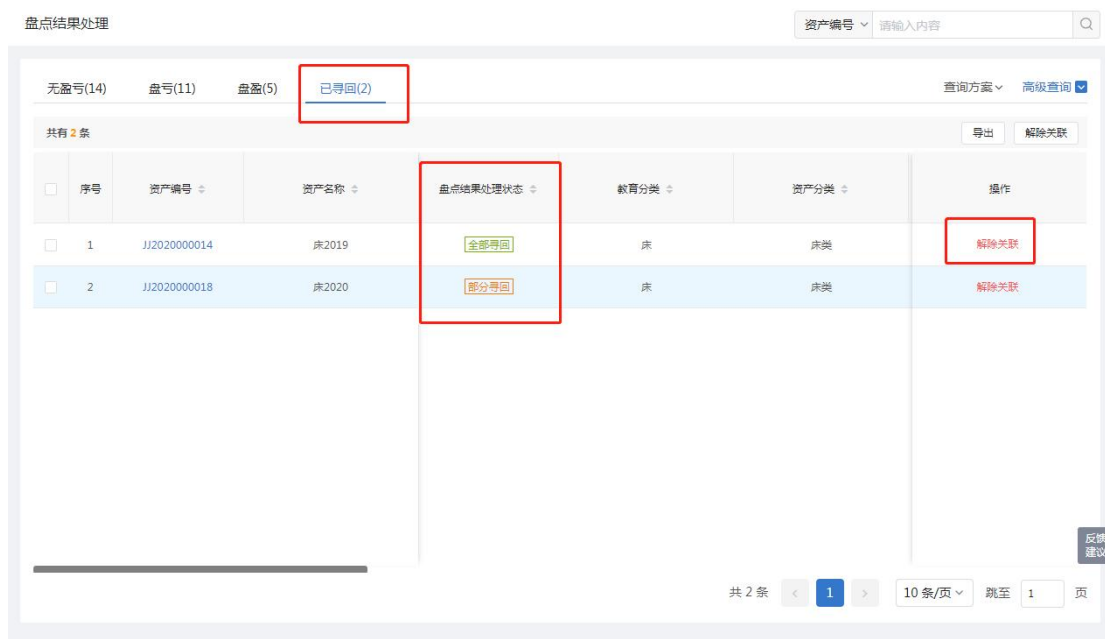 盘点结果处理
资产编号 请输入内容
无盈亏(14) 盘亏(11) 盘盈(5) 已寻回(2) 查询方案 高级查询
共有 2 条 导出 解除关联
序号 资产编号 资产名称 盘点结果处理状态 教育分类 资产分类 操作
1 JJ2020000014 床2019 全部寻回 床 床类 解除关联
2 JJ2020000018 床2020 部分寻回 床 床类 解除关联
反馈
建议
共 2 条 < 1 > 10 条/页 跳至 1 页